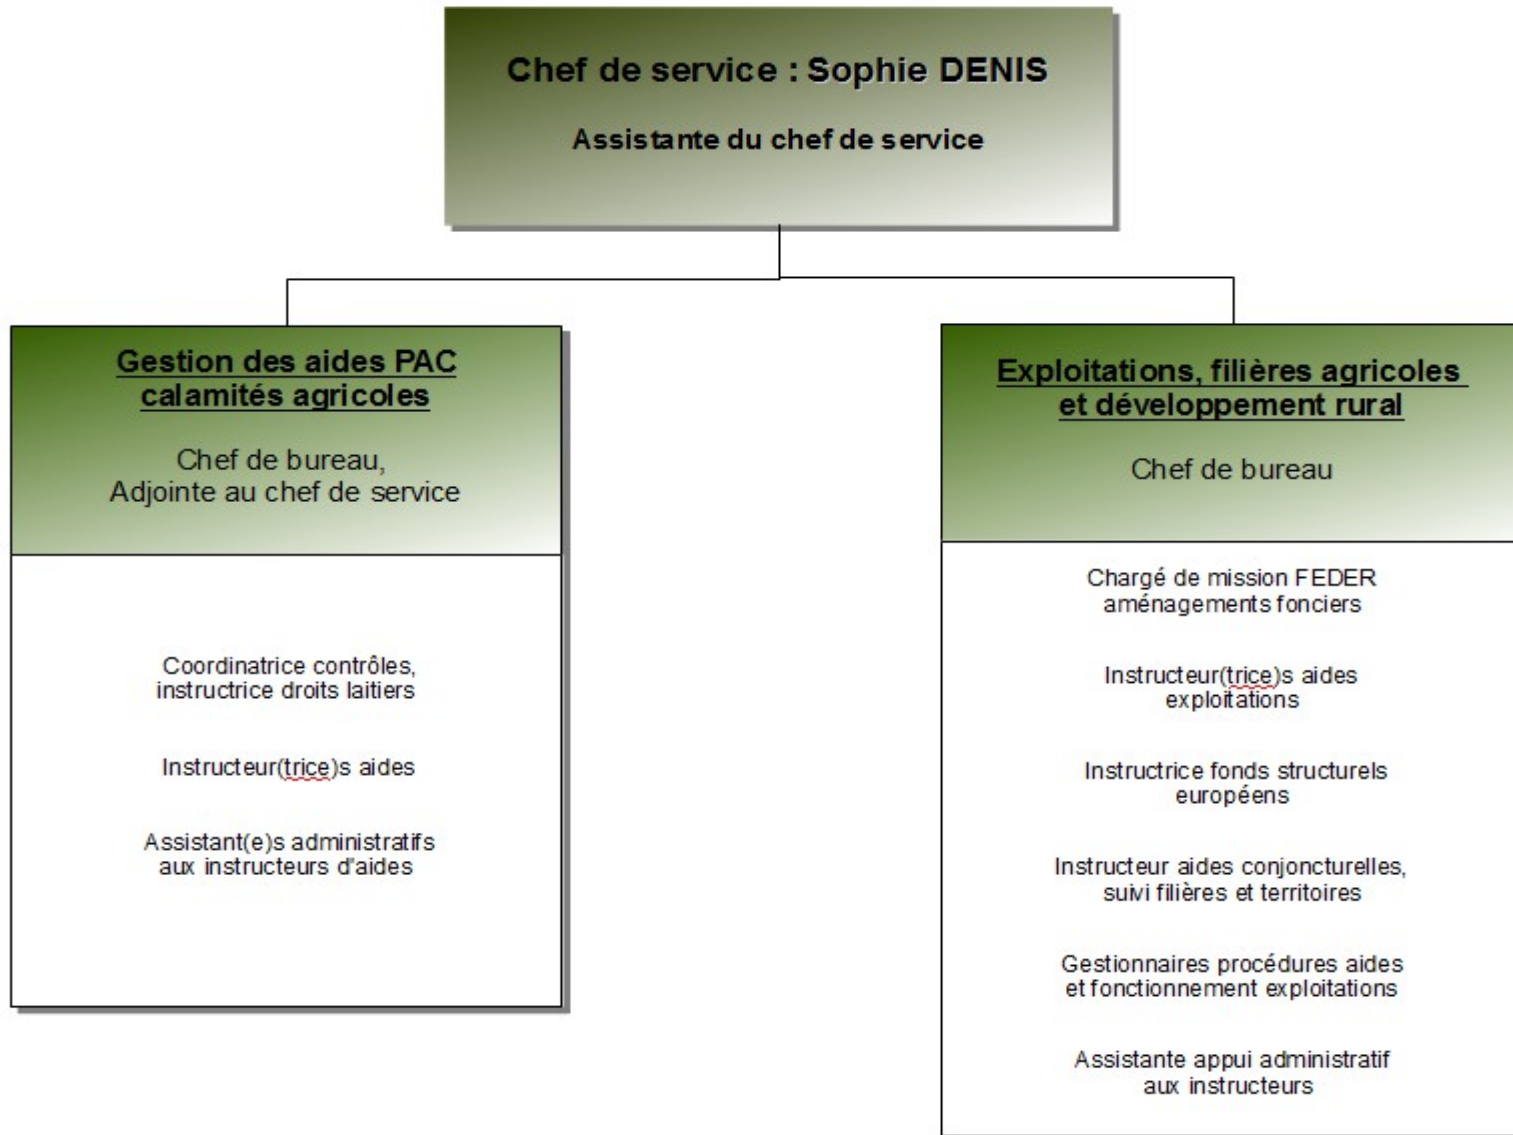 Chef de service : Sophie DENIS
Assistante du chef de service
Gestion des aides PAC
calamités agricoles
Chef de bureau,
Adjointe au chef de service
Coordinatrice contrôles,
instructrice droits laitiers
Instructeur(trice)s aides
Assistant(e)s administratifs
aux instructeurs d'aides
Exploitations, filières agricoles
et développement rural
Chef de bureau
Chargé de mission FEDER
aménagements fonciers
Instructeur(trice)s aides
exploitations
Instructrice fonds structurels
européens
Instructeur aides conjoncturelles,
suivi filières et territoires
Gestionnaires procédures aides
et fonctionnement exploitations
Assistante appui administratif
aux instructeurs